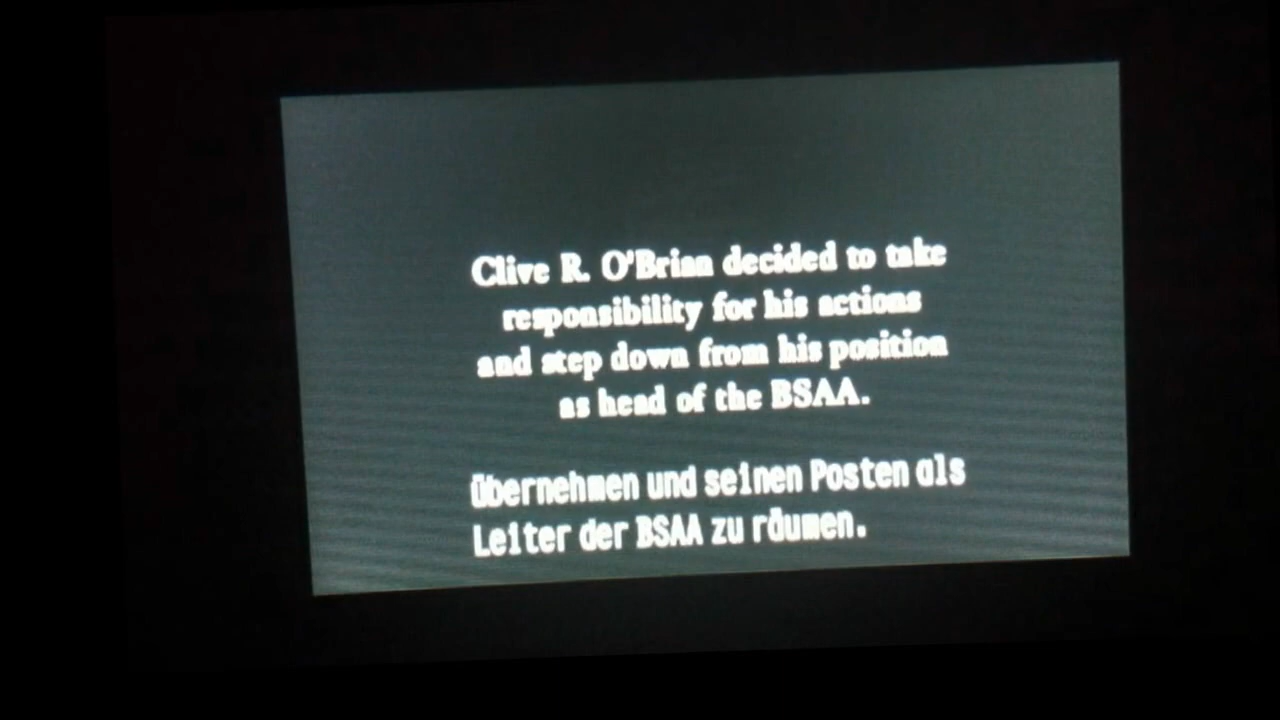 Clive R. O'Brian decided to take
responsibility for his actions
and step down from his position
as head of the BSAA.
übernehmen und seinen Posten als
Leiter der BSAA zu räumen.